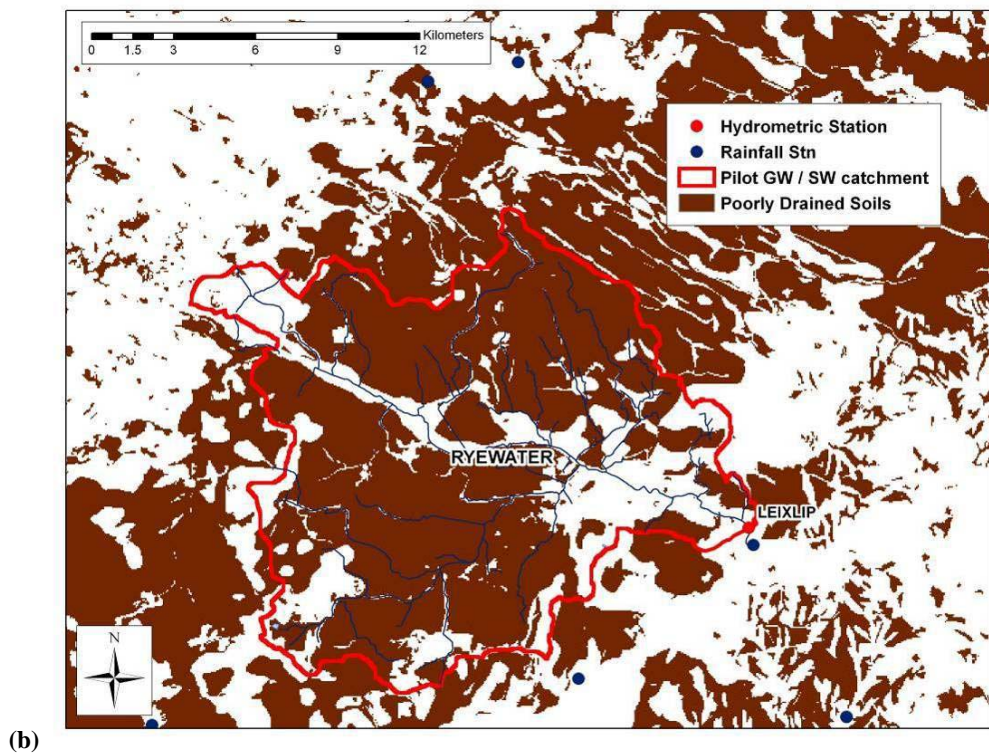 Kilometers
0 1.5 3 6 9 12
Hydrometric Station
Rainfall Stn
Pilot GW / SW catchment
Poorly Drained Soils
RYEWATER
LEIXLIP
N
(b)